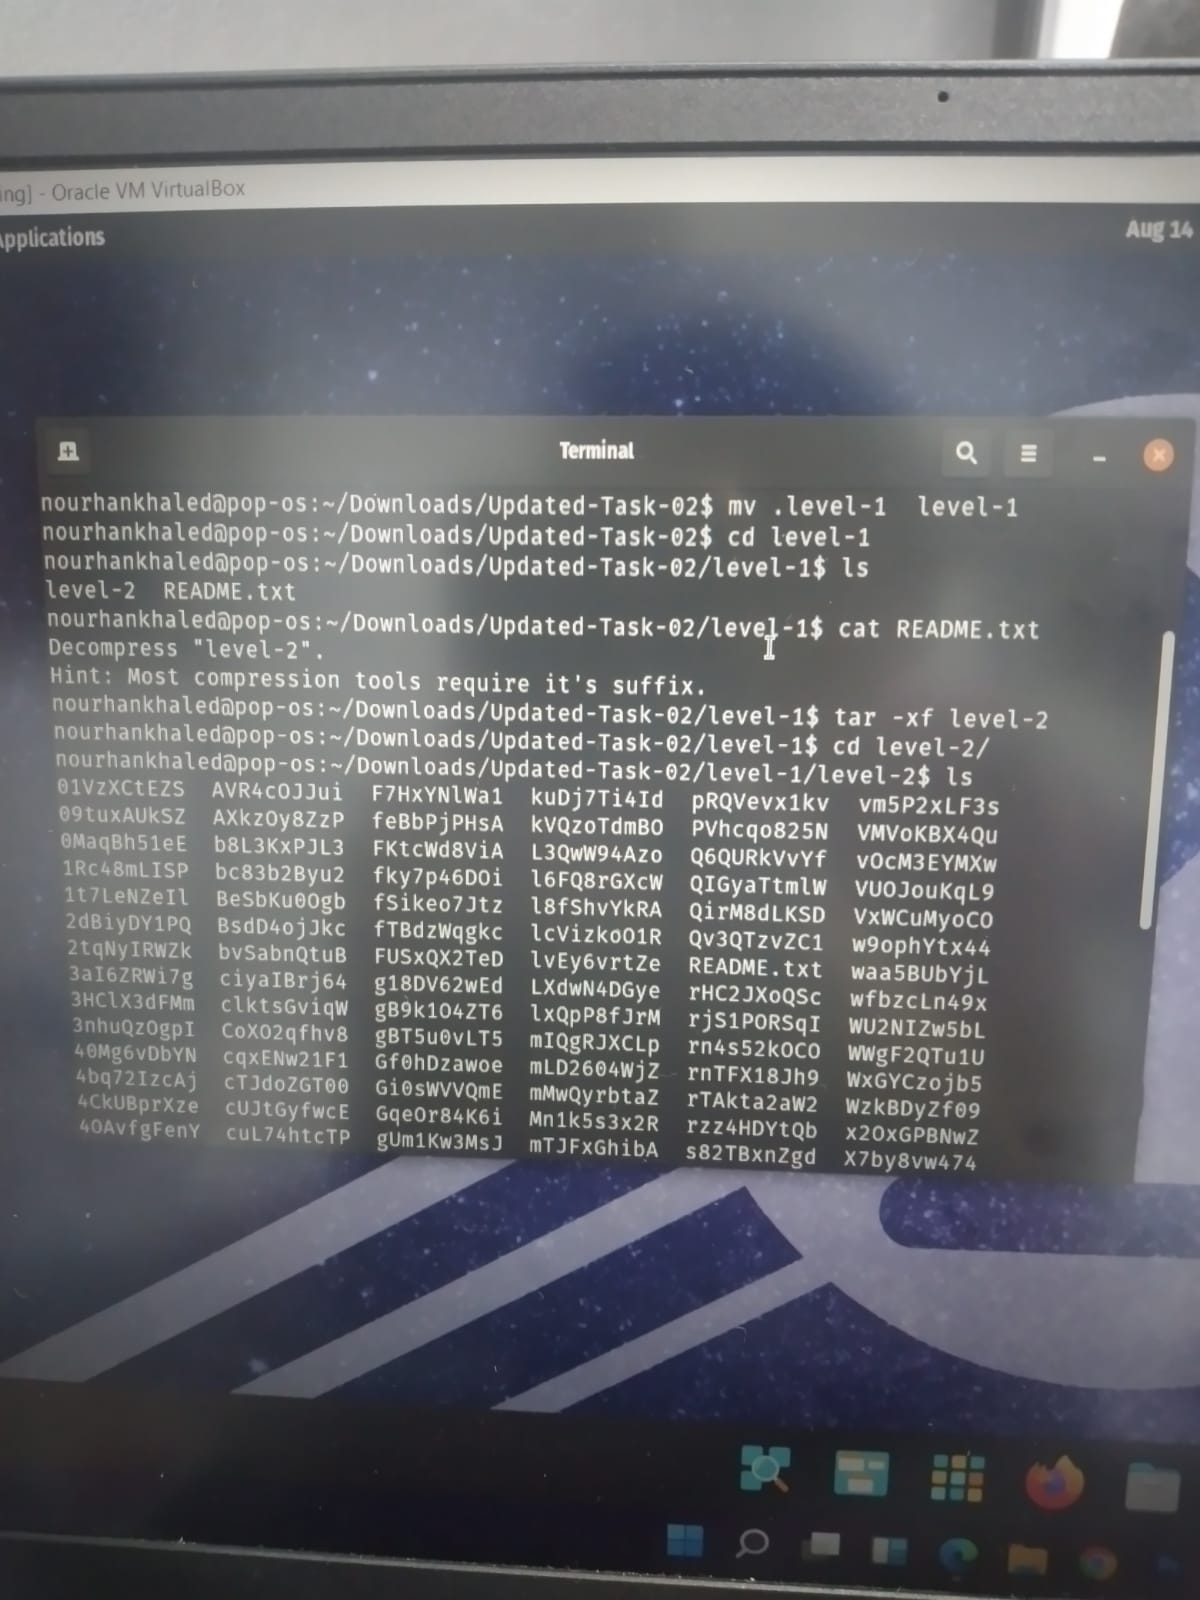 ing] - Oracle VM VirtualBox
Applications
Aug 14
Terminal
nourhankhaled@pop-os:~/Downloads/Updated-Task-02$ mv .level-1  level-1
nourhankhaled@pop-os:~/Downloads/Updated-Task-02$ cd level-1
nourhankhaled@pop-os:~/Downloads/Updated-Task-02/level-1$ ls
level-2  README.txt
nourhankhaled@pop-os:~/Downloads/Updated-Task-02/level-1$ cat README.txt
Decompress "level-2".
Hint: Most compression tools require it's suffix.
nourhankhaled@pop-os:~/Downloads/Updated-Task-02/level-1$ tar -xf level-2
nourhankhaled@pop-os:~/Downloads/Updated-Task-02/level-1$ cd level-2/
nourhankhaled@pop-os:~/Downloads/Updated-Task-02/level-1/level-2$ ls
01VzXCtEZS  AVR4cOJJui  F7HxYNlWa1  kuDj7Ti4Id  pRQVevx1kv  vm5P2xLF3s
09tuxAUkSZ  AXkzOy8ZzP  feBbPjPHsA  kVQzoTdmBO  PVhcqo825N  VMVoKBX4Qu
0MaqBh51eE  b8L3KxPJL3  FKtcWd8ViA  L3QwW94Azo  Q6QURkVvYf  vOcM3EYMXw
1Rc48mLISP  bc83b2Byu2  fky7p46DOi  l6FQ8rGXcW  QIGyaTtmlW  VUOJouKqL9
1t7LeNZeIl  BeSbKu0Ogb  fSikeo7Jtz  l8fShvYkRA  QirM8dLKSD  VxWCuMyoCO
2dBiyDY1PQ  BsdD4ojJkc  fTBdzWqgkc  lcVizkoO1R  Qv3QTzvZC1  w9ophYtx44
2tqNyIRWZk  bvSabnQtuB  FUSxQX2TeD  lvEy6vrtZe  README.txt  waa5BUbYjL
3aI6ZRWi7g  ciyaIBrj64  g18DV62wEd  LXdwN4DGye  rHC2JXoQSc  wfbzcLn49x
3HClX3dFMm  clktsGviqW  gB9k1O4ZT6  lxQpP8fJrM  rjS1PORSqI  WU2NIZw5bL
3nhuQzOgpI  CoXO2qfhv8  gBT5u0vLT5  mIQgRJXCLp  rn4s52kOCO  WWgF2QTu1U
40Mg6vDbYN  cqxENw21F1  Gf0hDzawoe  mLD2604WjZ  rnTFX18Jh9  WxGYCzojb5
4bq72IzcAj  cTJdoZGT00  Gi0sWVVQmE  mMwQyrbtaZ  rTAkta2aW2  WzkBDyZf09
4CkUBprXze  cUJtGyfwcE  GqeOr84K6i  Mn1k5s3x2R  rzz4HDYtQb  x2OxGPBNwZ
4OAvfgFenY  cuL74htcTP  gUm1Kw3MsJ  mTJFxGhibA  s82TBxnZgd  X7by8vw474